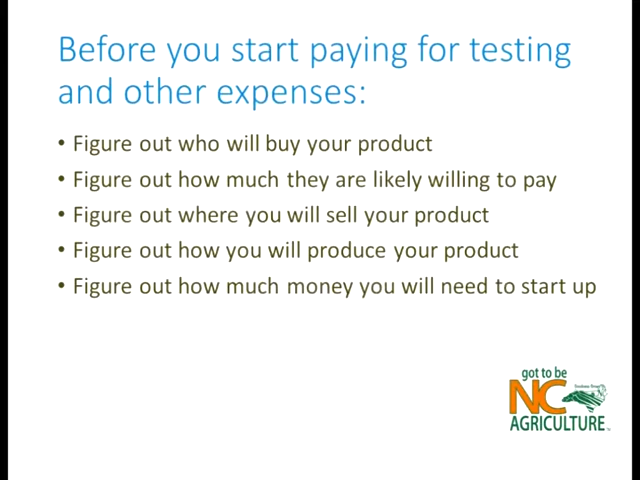 Before you start paying for testing
and other expenses:
• Figure out who will buy your product
• Figure out how much they are likely willing to pay
• Figure out where you will sell your product
• Figure out how you will produce your product
• Figure out how much money you will need to start up
got to be
NC
AGRICULTURE